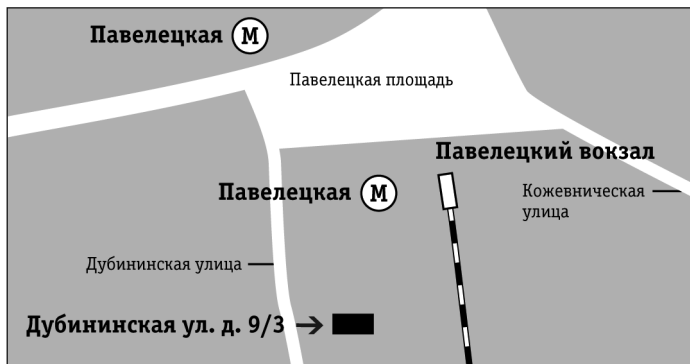 Павелецкая М
Павелецкая площадь
Павелецкий вокзал
Павелецкая М
Кожевническая
улица
Дубининская улица
Дубининская ул. д. 9/3